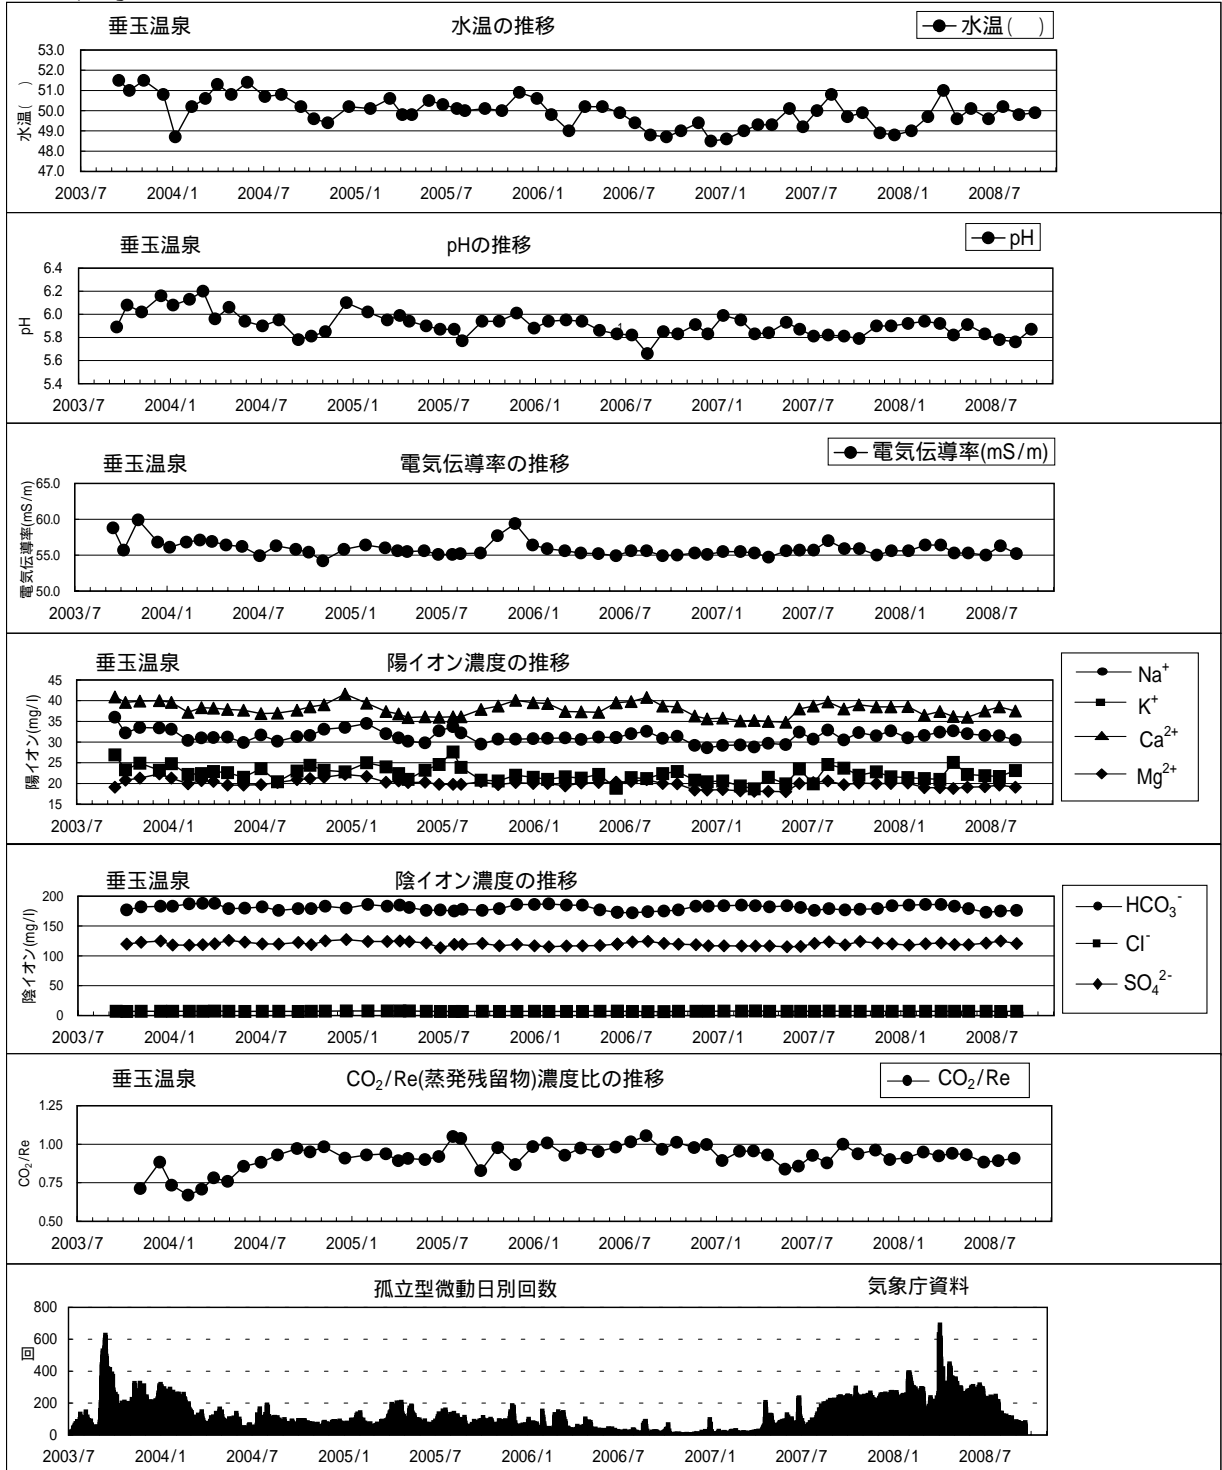 垂玉温泉 水温の推移 水温( )
53.0
52.0
51.0
50.0
49.0
48.0
47.0
水温( )
2003/7 2004/1 2004/7 2005/1 2005/7 2006/1 2006/7 2007/1 2007/7 2008/1 2008/7
垂玉温泉 pHの推移 pH
6.4
6.2
6.0
5.8
5.6
5.4
pH
2003/7 2004/1 2004/7 2005/1 2005/7 2006/1 2006/7 2007/1 2007/7 2008/1 2008/7
垂玉温泉 電気伝導率の推移 電気伝導率(mS/m)
65.0
60.0
55.0
50.0
電気伝導率(mS/m)
2003/7 2004/1 2004/7 2005/1 2005/7 2006/1 2006/7 2007/1 2007/7 2008/1 2008/7
垂玉温泉 陽イオン濃度の推移
45
40
35
30
25
20
15
陽イオン(mg/l)
Na⁺
K⁺
Ca²⁺
Mg²⁺
2003/7 2004/1 2004/7 2005/1 2005/7 2006/1 2006/7 2007/1 2007/7 2008/1 2008/7
垂玉温泉 陰イオン濃度の推移
200
150
100
50
0
陰イオン(mg/l)
HCO₃⁻
Cl⁻
SO₄²⁻
2003/7 2004/1 2004/7 2005/1 2005/7 2006/1 2006/7 2007/1 2007/7 2008/1 2008/7
垂玉温泉 CO₂/Re(蒸発残留物)濃度比の推移 CO₂/Re
1.25
1.00
0.75
0.50
CO₂/Re
2003/7 2004/1 2004/7 2005/1 2005/7 2006/1 2006/7 2007/1 2007/7 2008/1 2008/7
孤立型微動日別回数 気象庁資料
800
600
400
200
0
回
2003/7 2004/1 2004/7 2005/1 2005/7 2006/1 2006/7 2007/1 2007/7 2008/1 2008/7